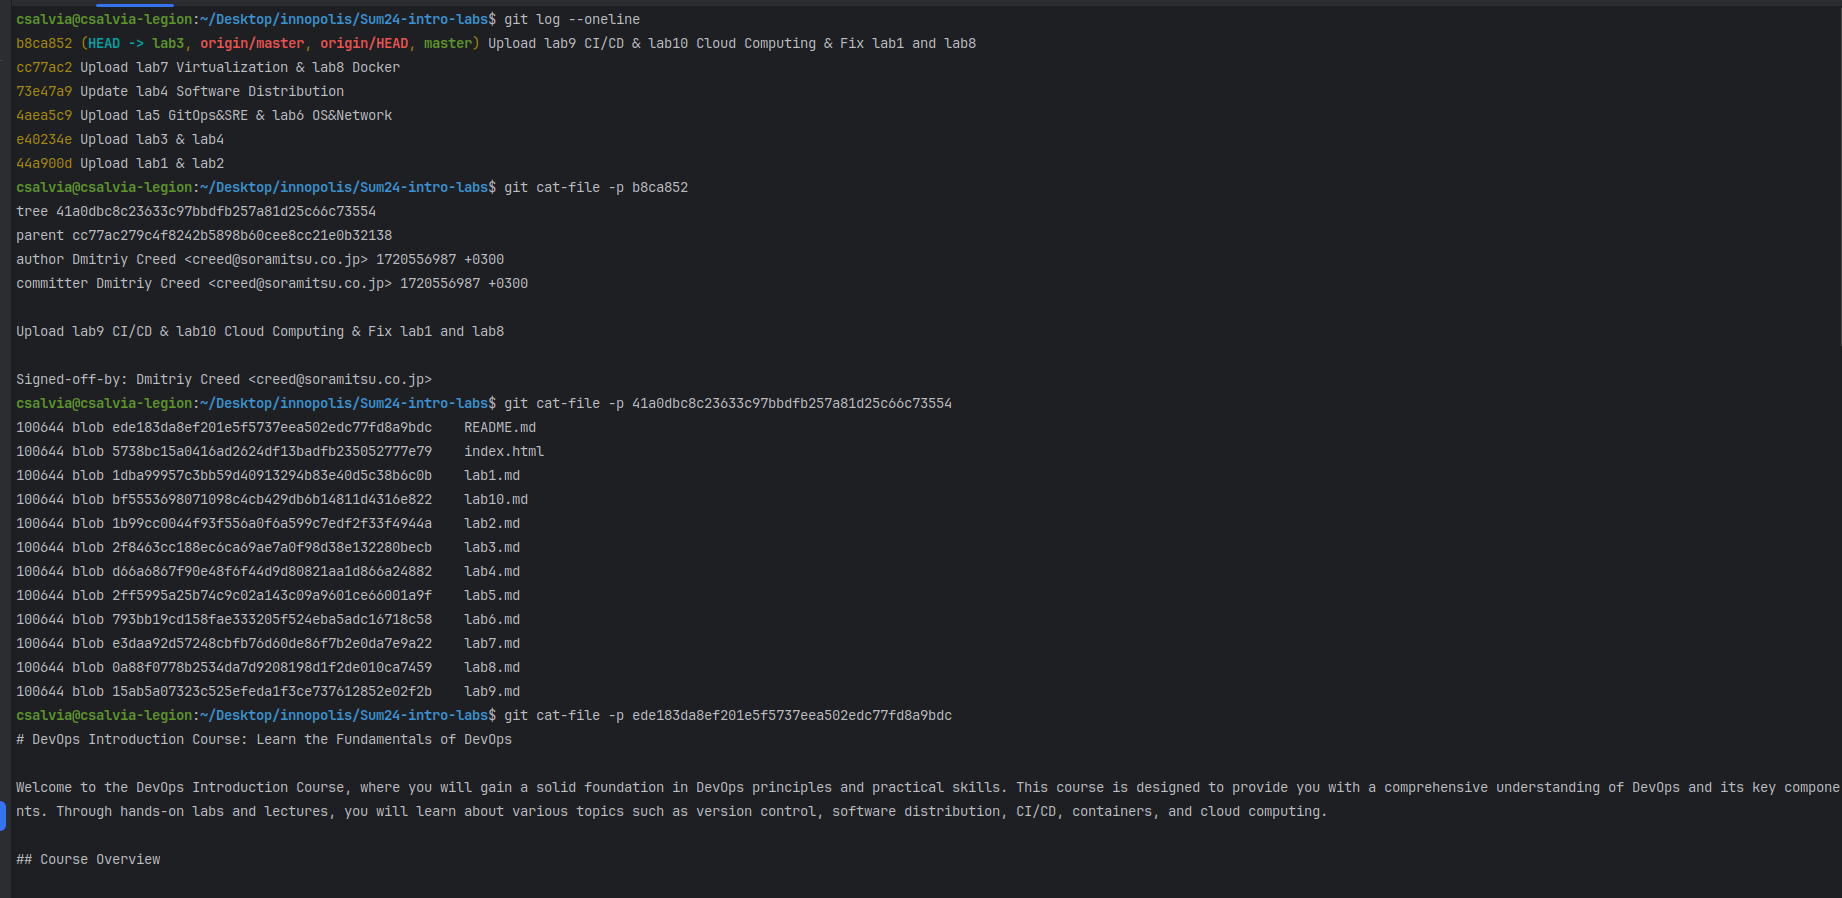 csalvia@csalvia-legion:~/Desktop/innopolis/Sum24-intro-labs$ git log --oneline
b8ca852 (HEAD -> lab3, origin/master, origin/HEAD, master) Upload lab9 CI/CD & lab10 Cloud Computing & Fix lab1 and lab8
cc77ac2 Upload lab7 Virtualization & lab8 Docker
73e47a9 Update lab4 Software Distribution
4aea5c9 Upload la5 GitOps&SRE & lab6 OS&Network
e40234e Upload lab3 & lab4
44a900d Upload lab1 & lab2
csalvia@csalvia-legion:~/Desktop/innopolis/Sum24-intro-labs$ git cat-file -p b8ca852
tree 41a0dbc8c23633c97bbdfb257a81d25c66c73554
parent cc77ac279c4f8242b5898b60cee8cc21e0b32138
author Dmitriy Creed <creed@soramitsu.co.jp> 1720556987 +0300
committer Dmitriy Creed <creed@soramitsu.co.jp> 1720556987 +0300

Upload lab9 CI/CD & lab10 Cloud Computing & Fix lab1 and lab8

Signed-off-by: Dmitriy Creed <creed@soramitsu.co.jp>
csalvia@csalvia-legion:~/Desktop/innopolis/Sum24-intro-labs$ git cat-file -p 41a0dbc8c23633c97bbdfb257a81d25c66c73554
100644 blob ede183da8ef201e5f5737eea502edc77fd8a9bdc    README.md
100644 blob 5738bc15a0416ad2624df13badfb235052777e79    index.html
100644 blob 1dba99957c3bb59d40913294b83e40d5c38b6c0b    lab1.md
100644 blob bf5553698071098c4cb429db6b14811d4316e822    lab10.md
100644 blob 1b99cc0044f93f556a0f6a599c7edf2f33f4944a    lab2.md
100644 blob 2f8463cc188ec6ca69ae7a0f98d38e132280becb    lab3.md
100644 blob d66a6867f90e48f6f44d9d80821aa1d866a24882    lab4.md
100644 blob 2ff5995a25b74c9c02a143c09a9601ce66001a9f    lab5.md
100644 blob 793bb19cd158fae333205f524eba5adc16718c58    lab6.md
100644 blob e3daa92d57248cbfb76d60de86f7b2e0da7e9a22    lab7.md
100644 blob 0a88f0778b2534da7d9208198d1f2de010ca7459    lab8.md
100644 blob 15ab5a07323c525efeda1f3ce737612852e02f2b    lab9.md
csalvia@csalvia-legion:~/Desktop/innopolis/Sum24-intro-labs$ git cat-file -p ede183da8ef201e5f5737eea502edc77fd8a9bdc
# DevOps Introduction Course: Learn the Fundamentals of DevOps

Welcome to the DevOps Introduction Course, where you will gain a solid foundation in DevOps principles and practical skills. This course is designed to provide you with a comprehensive understanding of DevOps and its key compone
nts. Through hands-on labs and lectures, you will learn about various topics such as version control, software distribution, CI/CD, containers, and cloud computing.

## Course Overview